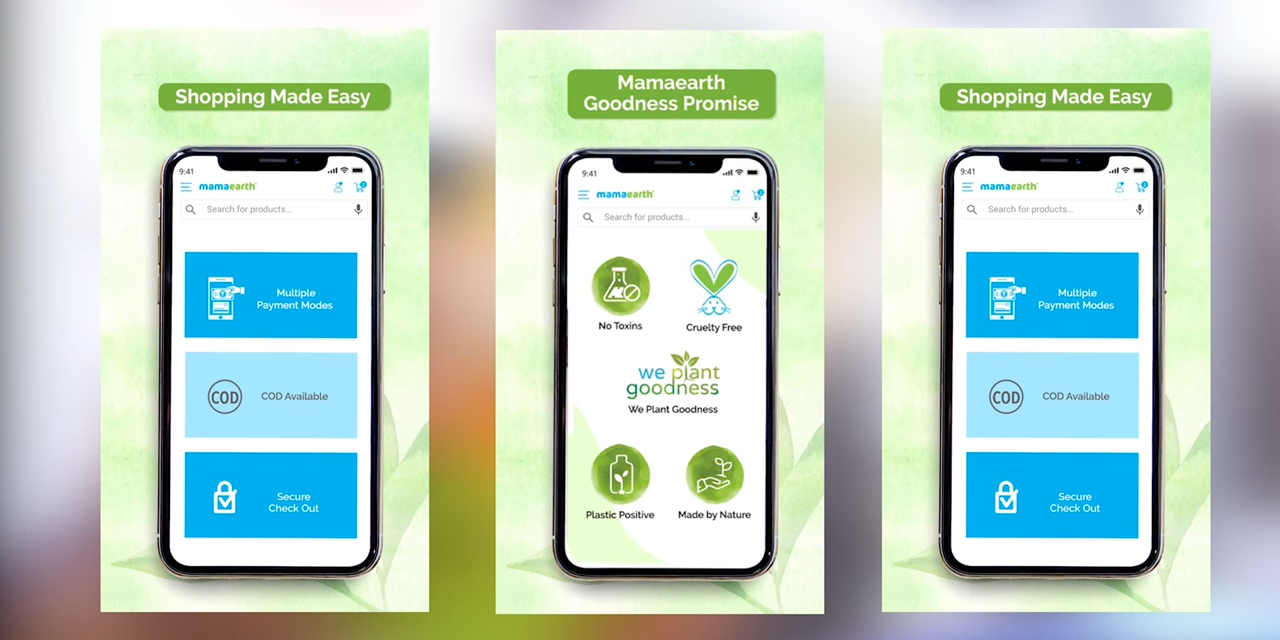 Shopping Made Easy
9:41
mamaearth
Search for products...
Multiple
Payment Modes
COD
COD Available
Secure
Check Out
Mamaearth
Goodness Promise
9:41
mamaearth
Search for products...
No Toxins
Cruelty Free
we plant
goodness
We Plant Goodness
Plastic Positive
Made by Nature
Shopping Made Easy
9:41
mamaearth
Search for products...
Multiple
Payment Modes
COD
COD Available
Secure
Check Out